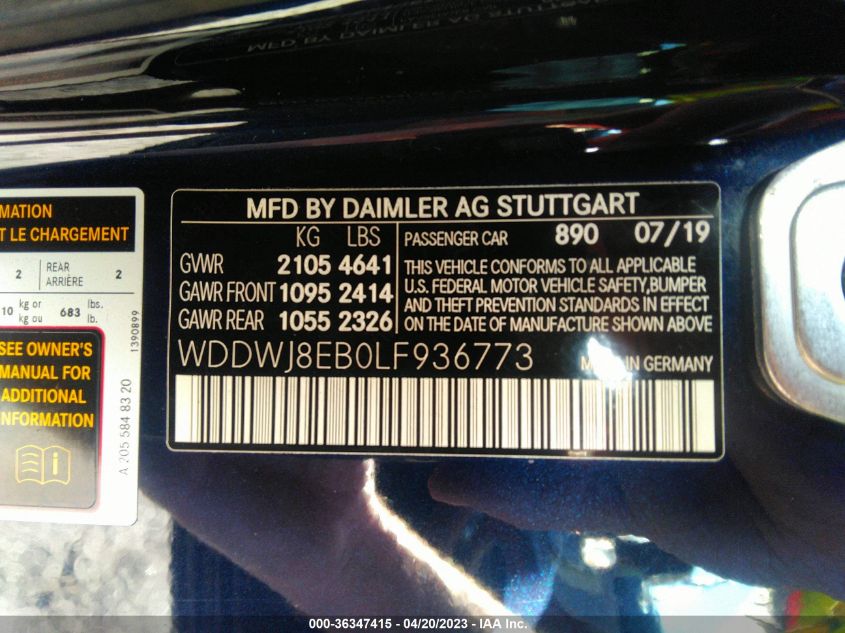 MFD BY DAIMLER AG STUTTGART
KG LBS PASSENGER CAR 890 07/19
GVWR 2105 4641
GAWR FRONT 1095 2414
GAWR REAR 1055 2326
THIS VEHICLE CONFORMS TO ALL APPLICABLE
U.S. FEDERAL MOTOR VEHICLE SAFETY,BUMPER
AND THEFT PREVENTION STANDARDS IN EFFECT
ON THE DATE OF MANUFACTURE SHOWN ABOVE
WDDWJ8EB0LF936773 IN GERMANY
LE CHARGEMENT
2 REAR ARRIÈRE 2
kg or kg ou 683 lbs. lb.
SEE OWNER'S
MANUAL FOR
ADDITIONAL
INFORMATION
1390899
A 205 584 83 20
000-36347415 - 04/20/2023 - IAA Inc.